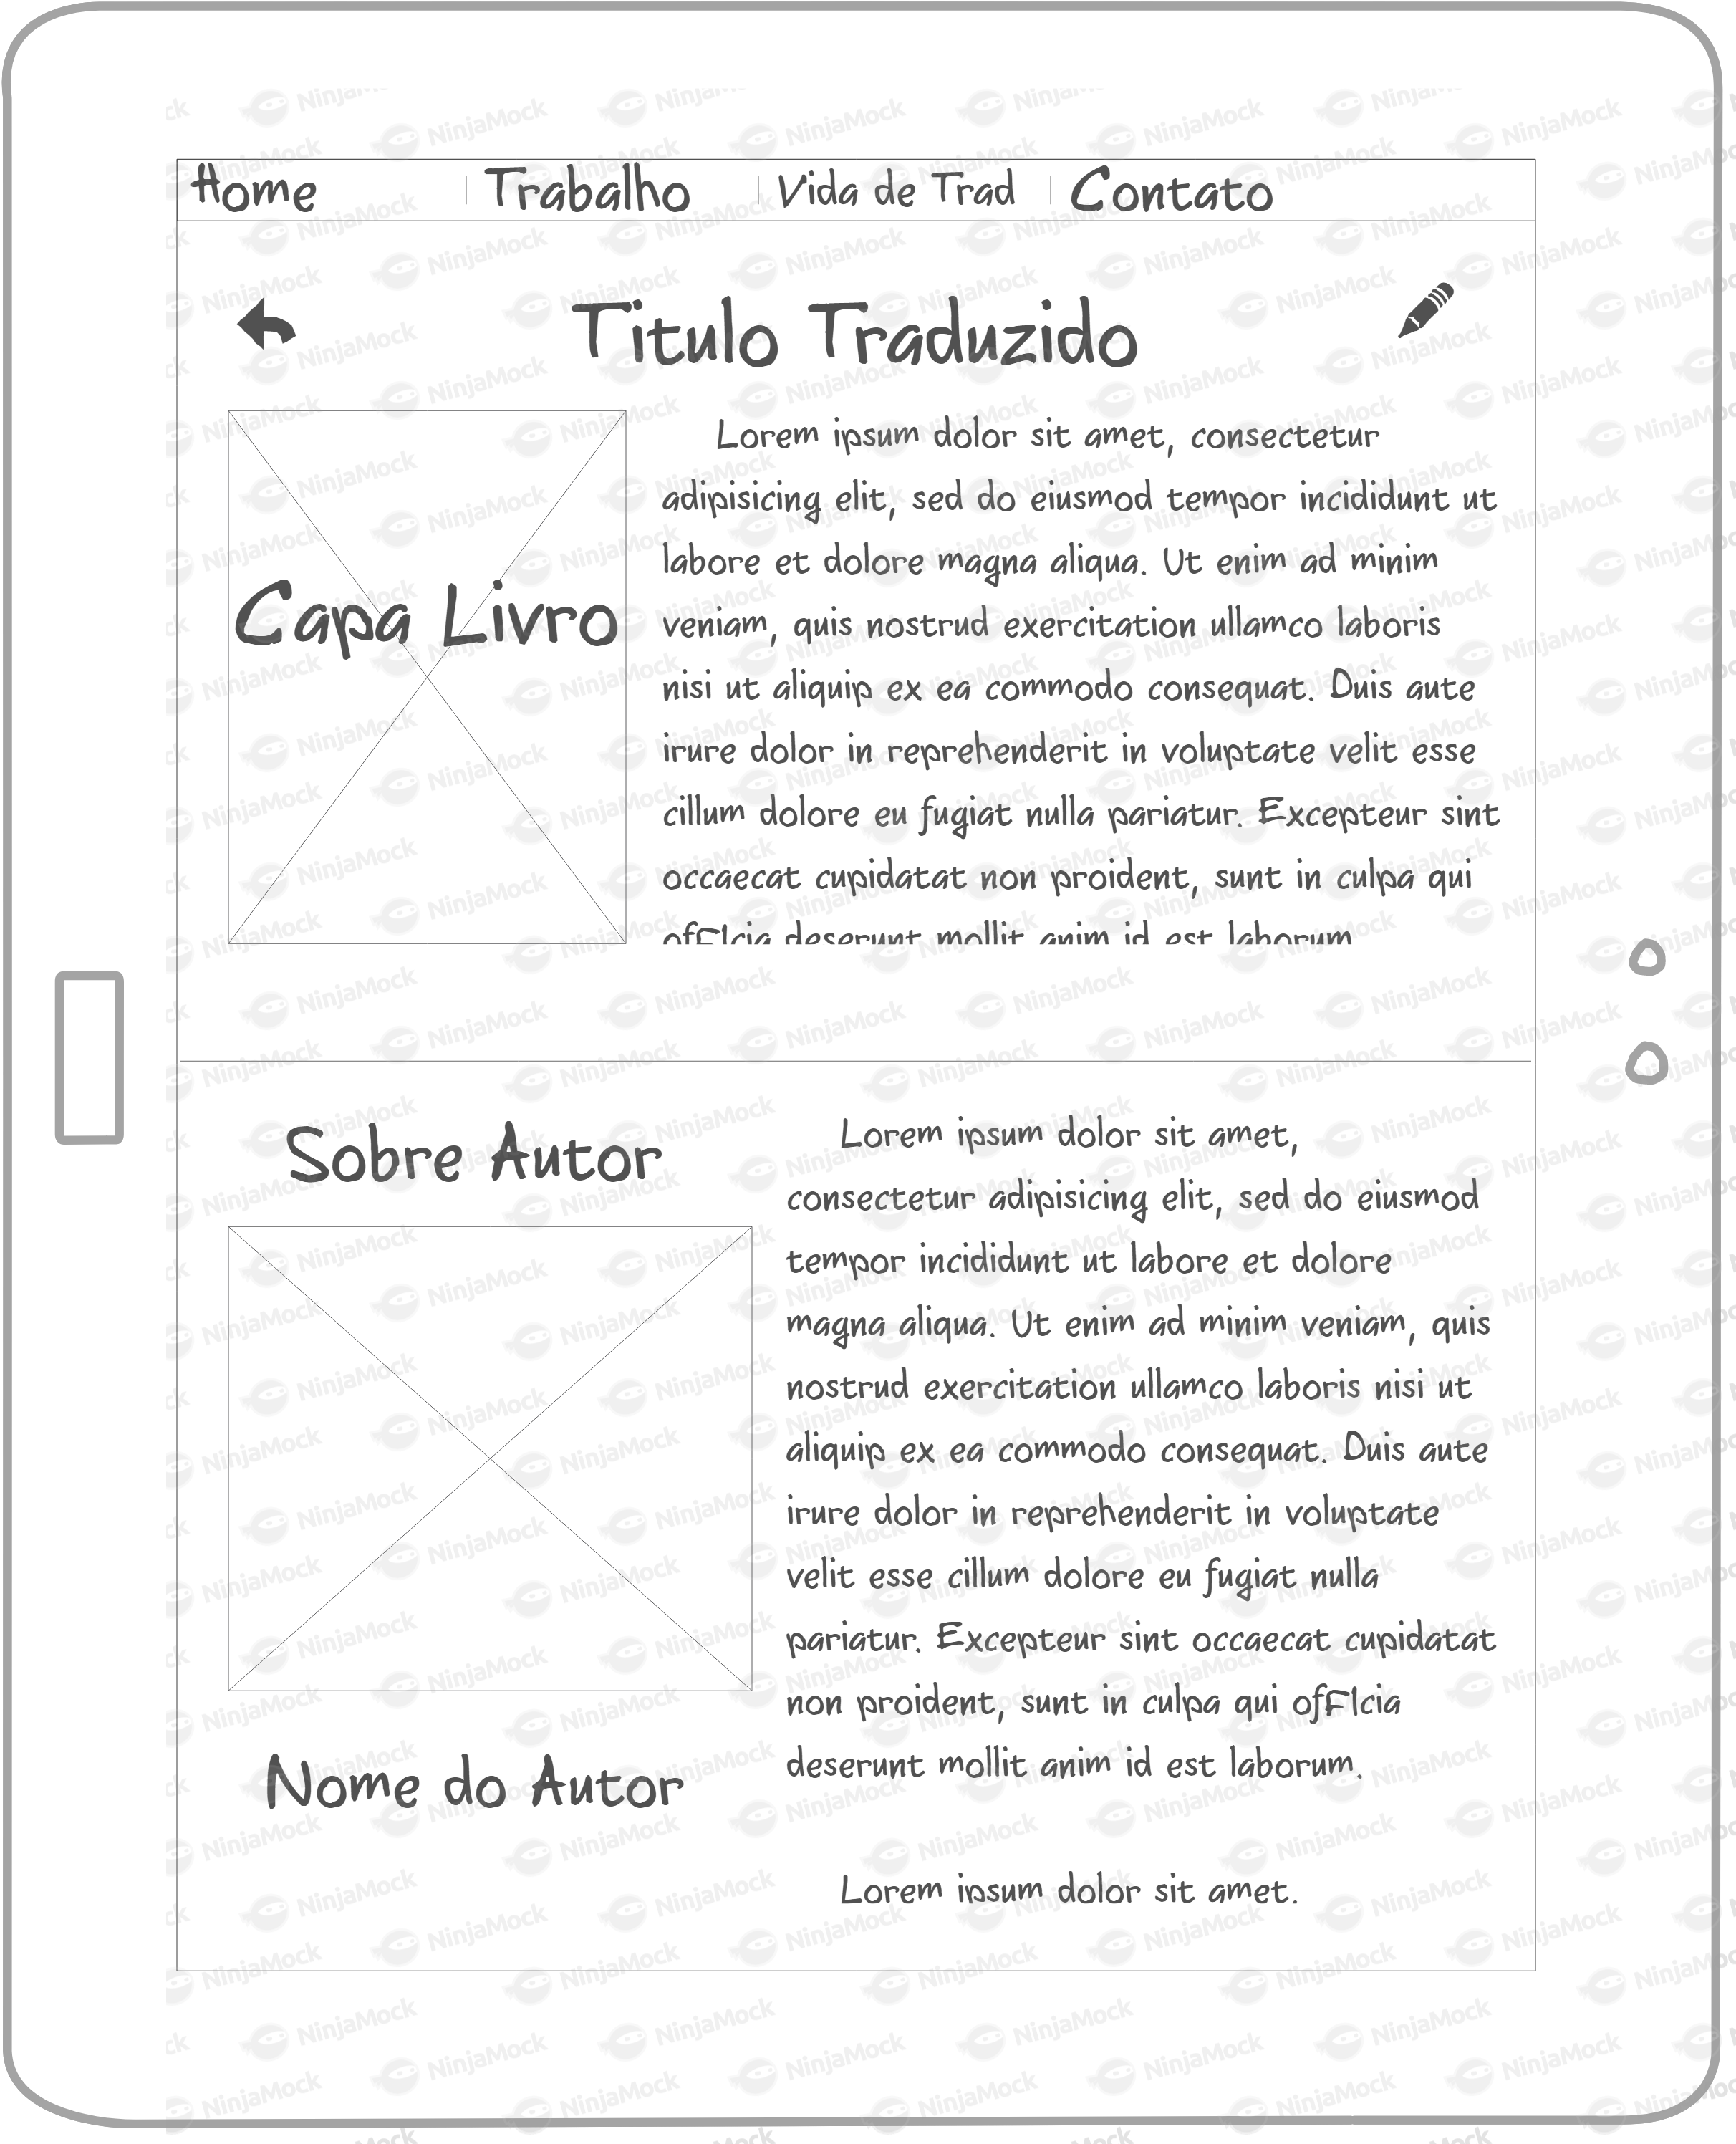 Home | Trabalho | Vida de Trad | Contato
Titulo Traduzido
Capa Livro
Lorem ipsum dolor sit amet, consectetur
adipisicing elit, sed do eiusmod tempor incididunt ut
labore et dolore magna aliqua. Ut enim ad minim
veniam, quis nostrud exercitation ullamco laboris
nisi ut aliquip ex ea commodo consequat. Duis aute
irure dolor in reprehenderit in voluptate velit esse
cillum dolore eu fugiat nulla pariatur. Excepteur sint
occaecat cupidatat non proident, sunt in culpa qui
officia deserunt mollit anim id est laborum
Sobre Autor
Nome do Autor
Lorem ipsum dolor sit amet,
consectetur adipisicing elit, sed do eiusmod
tempor incididunt ut labore et dolore
magna aliqua. Ut enim ad minim veniam, quis
nostrud exercitation ullamco laboris nisi ut
aliquip ex ea commodo consequat. Duis aute
irure dolor in reprehenderit in voluptate
velit esse cillum dolore eu fugiat nulla
pariatur. Excepteur sint occaecat cupidatat
non proident, sunt in culpa qui officia
deserunt mollit anim id est laborum.
Lorem ipsum dolor sit amet.
NinjaMock